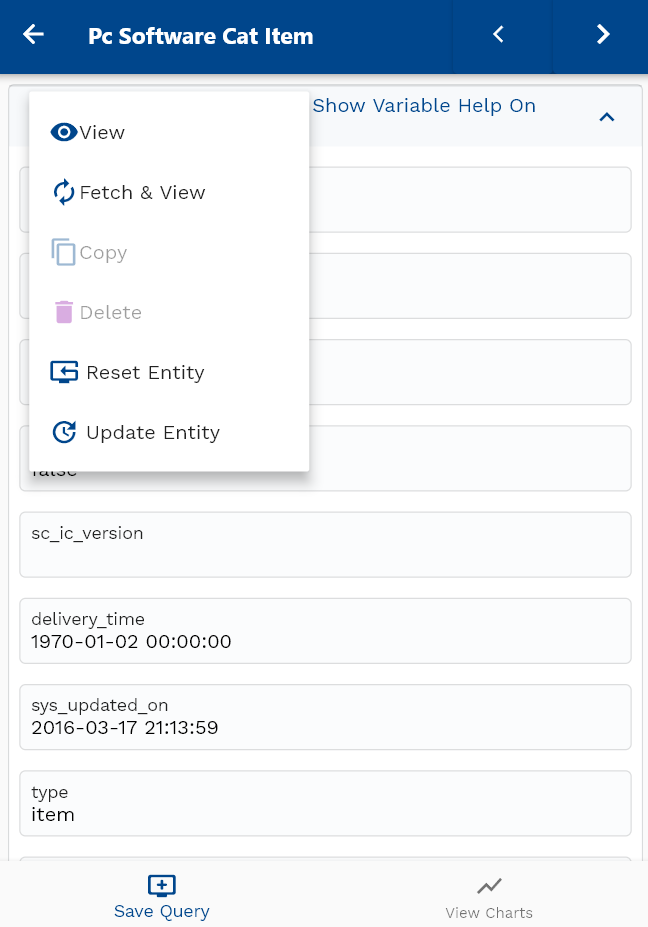 Pc Software Cat Item
Show Variable Help On
View
Fetch & View
Copy
Delete
Reset Entity
Update Entity
false
sc_ic_version
delivery_time
1970-01-02 00:00:00
sys_updated_on
2016-03-17 21:13:59
type
item
Save Query
View Charts